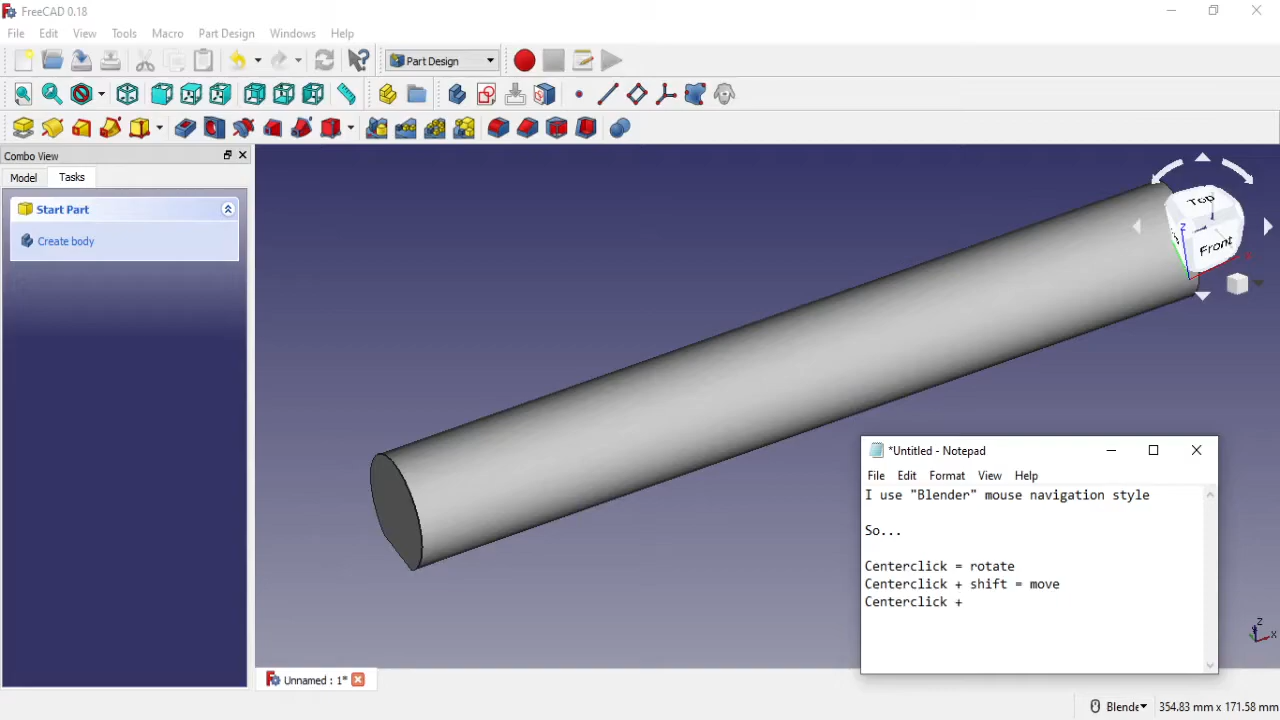 FreeCAD 0.18
File Edit View Tools Macro Part Design Windows Help
Part Design
Combo View
Model Tasks
Start Part
Create body
Top
Front
Z
X
*Untitled - Notepad
File Edit Format View Help
I use "Blender" mouse navigation style
So...
Centerclick = rotate
Centerclick + shift = move
Centerclick +
Z
X
Unnamed : 1*
Blende 354.83 mm x 171.58 mm